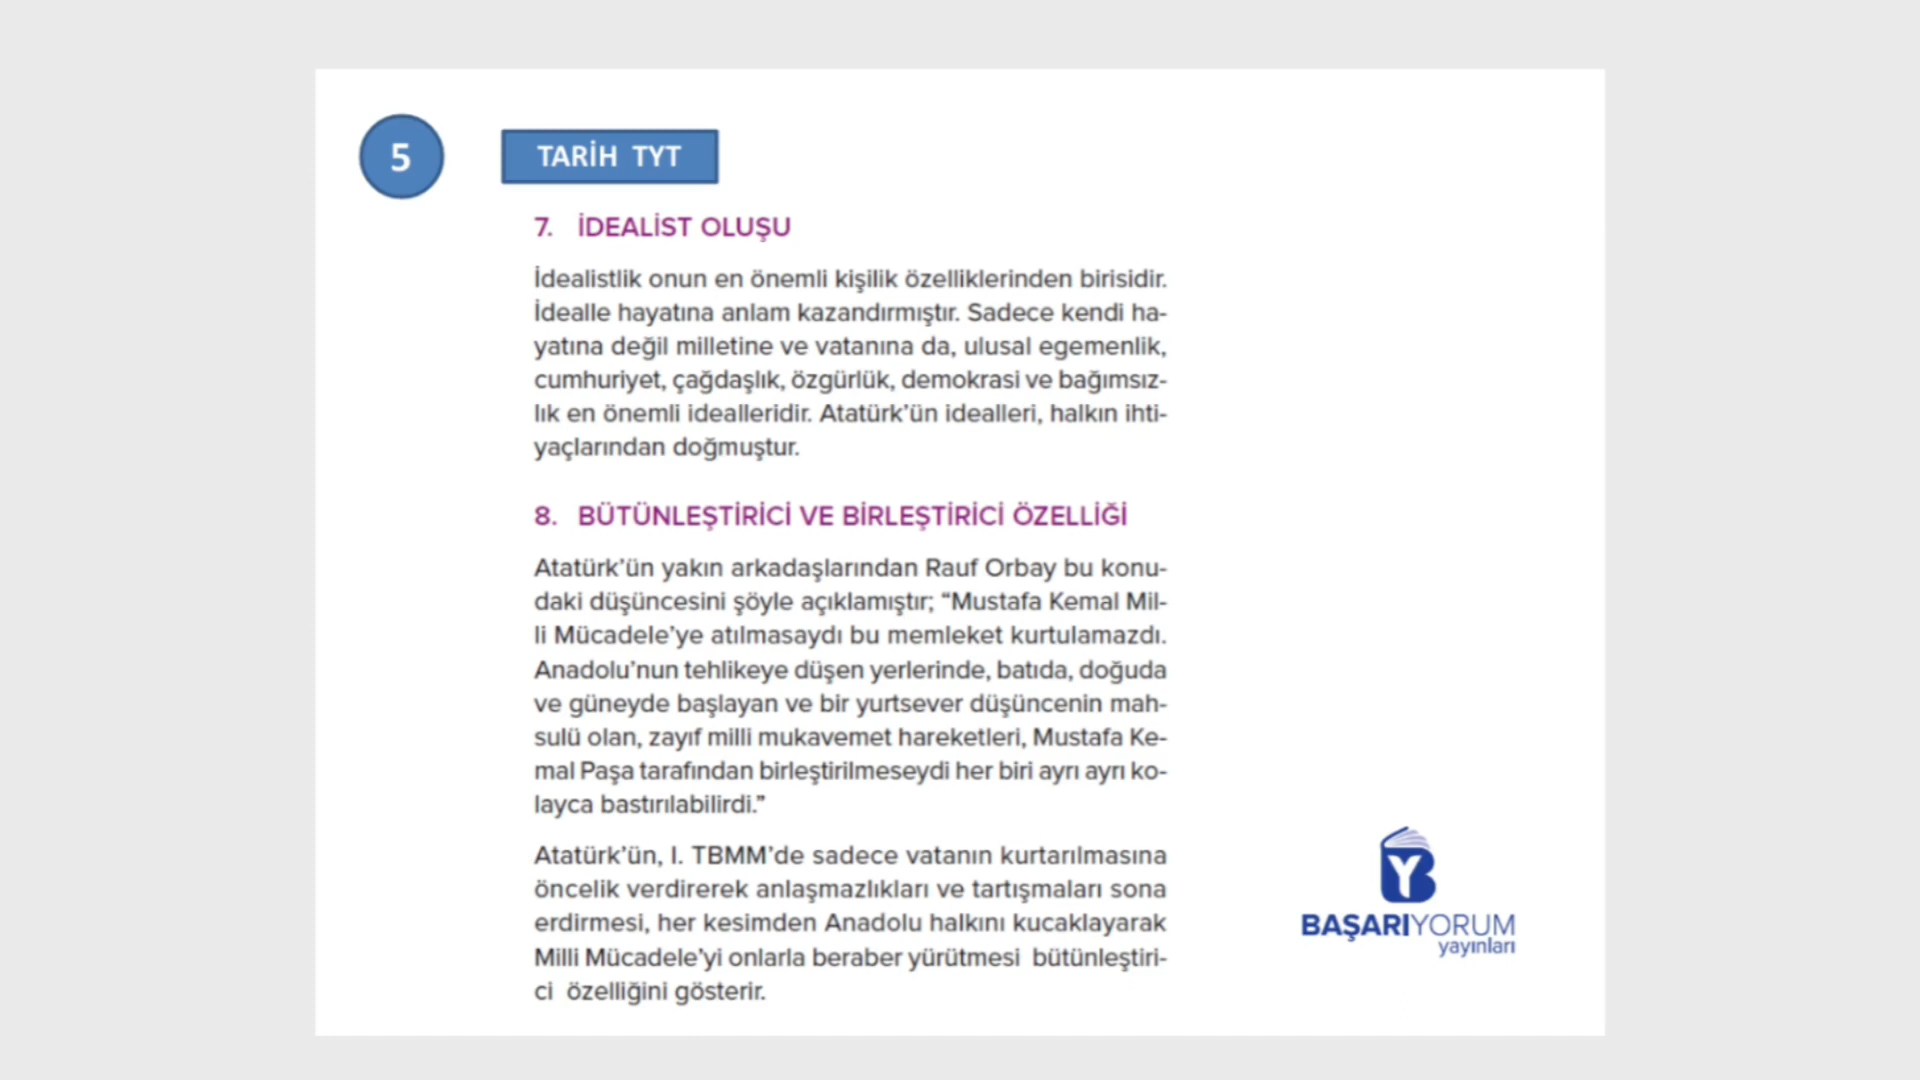 5
TARİH TYT
7. İDEALİST OLUŞU
İdealistlik onun en önemli kişilik özelliklerinden birisidir.
İdealle hayatına anlam kazandırmıştır. Sadece kendi ha-
yatına değil milletine ve vatanına da, ulusal egemenlik,
cumhuriyet, çağdaşlık, özgürlük, demokrasi ve bağımsız-
lık en önemli idealleridir. Atatürk’ün idealleri, halkın ihti-
yaçlarından doğmuştur.
8. BÜTÜNLEŞTİRİCİ VE BİRLEŞTİRİCİ ÖZELLİĞİ
Atatürk’ün yakın arkadaşlarından Rauf Orbay bu konu-
daki düşüncesini şöyle açıklamıştır; “Mustafa Kemal Mil-
li Mücadele’ye atılmasaydı bu memleket kurtulamazdı.
Anadolu’nun tehlikeye düşen yerlerinde, batıda, doğuda
ve güneyde başlayan ve bir yurtsever düşüncenin mah-
sulü olan, zayıf milli mukavemet hareketleri, Mustafa Ke-
mal Paşa tarafından birleştirilmeseydi her biri ayrı ayrı ko-
layca bastırılabilirdi.”
Atatürk’ün, I. TBMM’de sadece vatanın kurtarılmasına
öncelik verdirerek anlaşmazlıkları ve tartışmaları sona
erdirmesi, her kesimden Anadolu halkını kucaklayarak
Milli Mücadele’yi onlarla beraber yürütmesi bütünleştiri-
ci özelliğini gösterir.
BAŞARIYORUM
yayınları